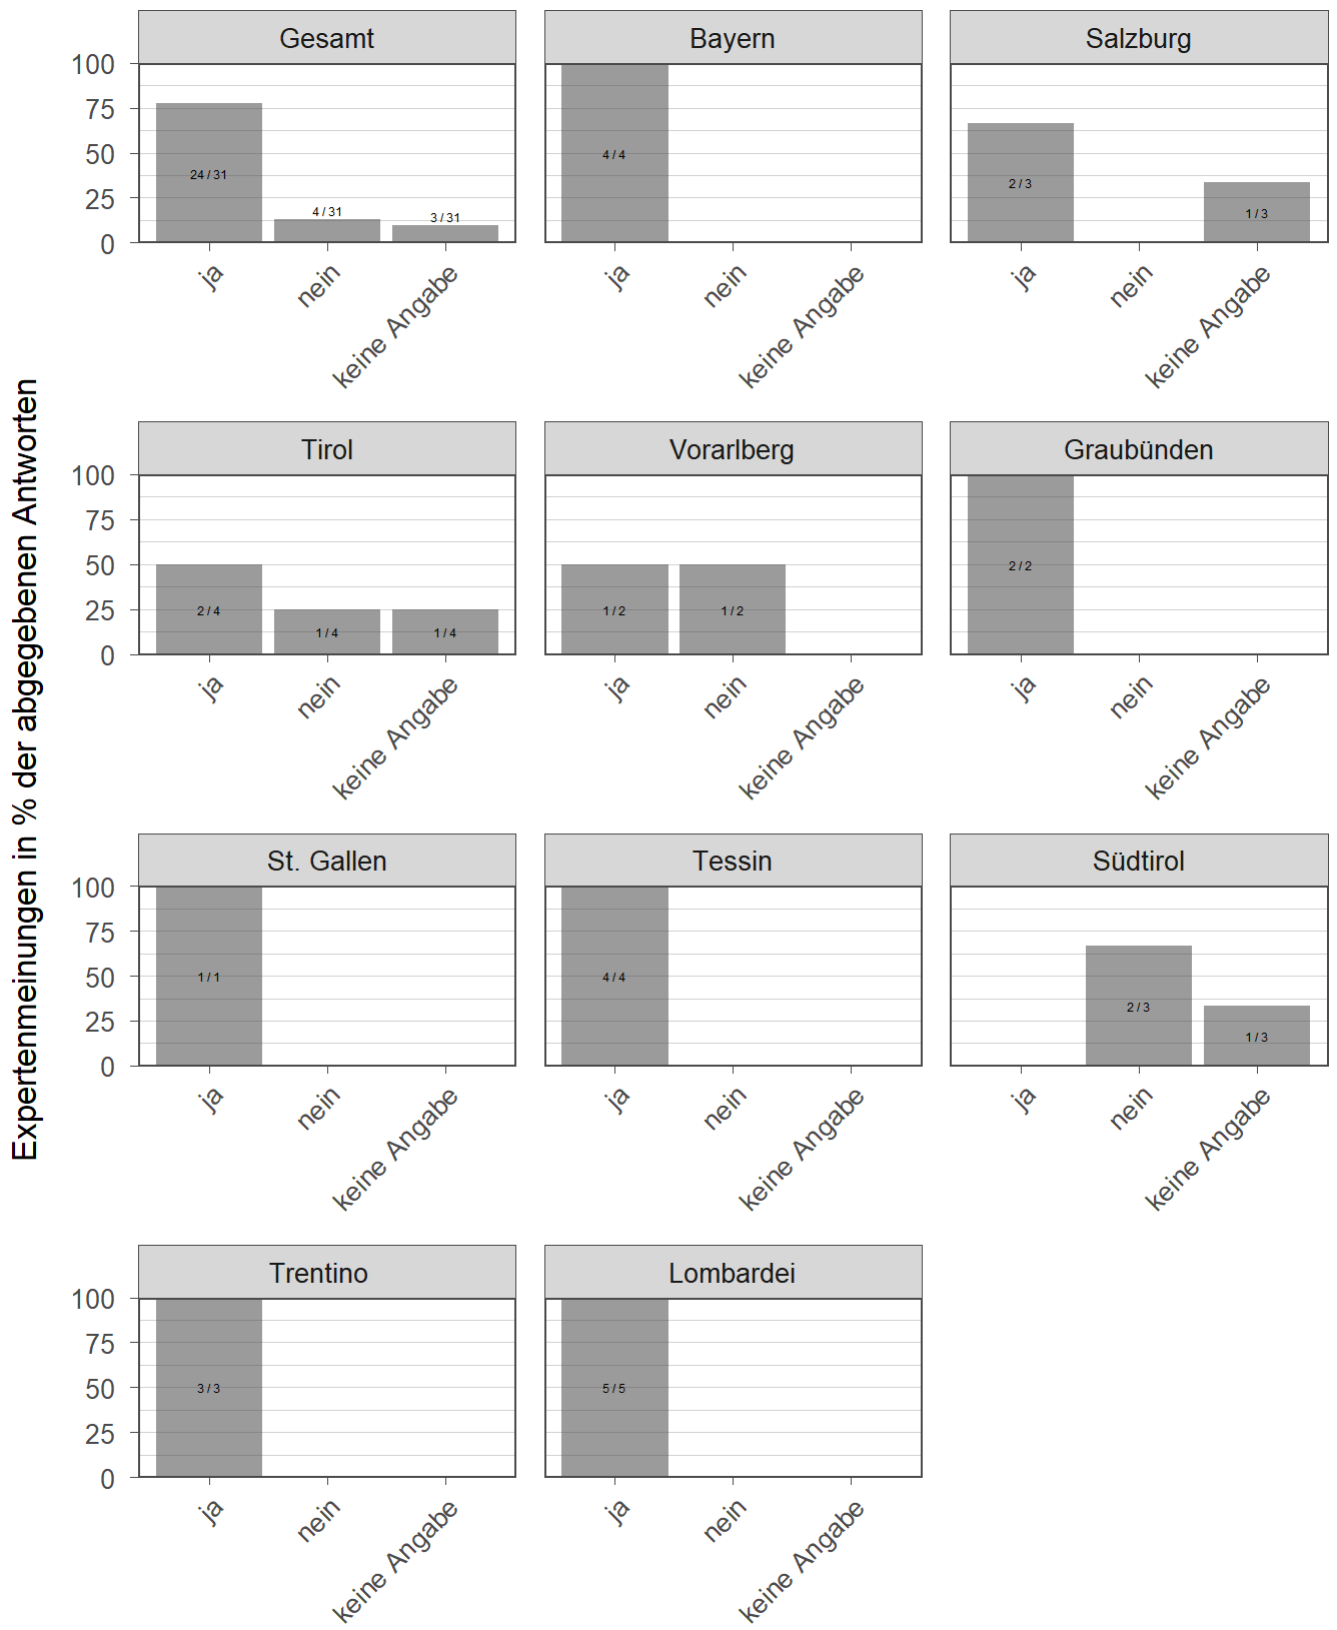 Expertenmeinungen in % der abgegebenen Antworten
Gesamt
100
75
50
25
0
24 / 31
4 / 31
3 / 31
ja
nein
keine Angabe
Bayern
4 / 4
ja
nein
keine Angabe
Salzburg
2 / 3
1 / 3
ja
nein
keine Angabe
Tirol
100
75
50
25
0
2 / 4
1 / 4
1 / 4
ja
nein
keine Angabe
Vorarlberg
1 / 2
1 / 2
ja
nein
keine Angabe
Graubünden
2 / 2
ja
nein
keine Angabe
St. Gallen
100
75
50
25
0
1 / 1
ja
nein
keine Angabe
Tessin
4 / 4
ja
nein
keine Angabe
Südtirol
2 / 3
1 / 3
ja
nein
keine Angabe
Trentino
100
75
50
25
0
3 / 3
ja
nein
keine Angabe
Lombardei
5 / 5
ja
nein
keine Angabe